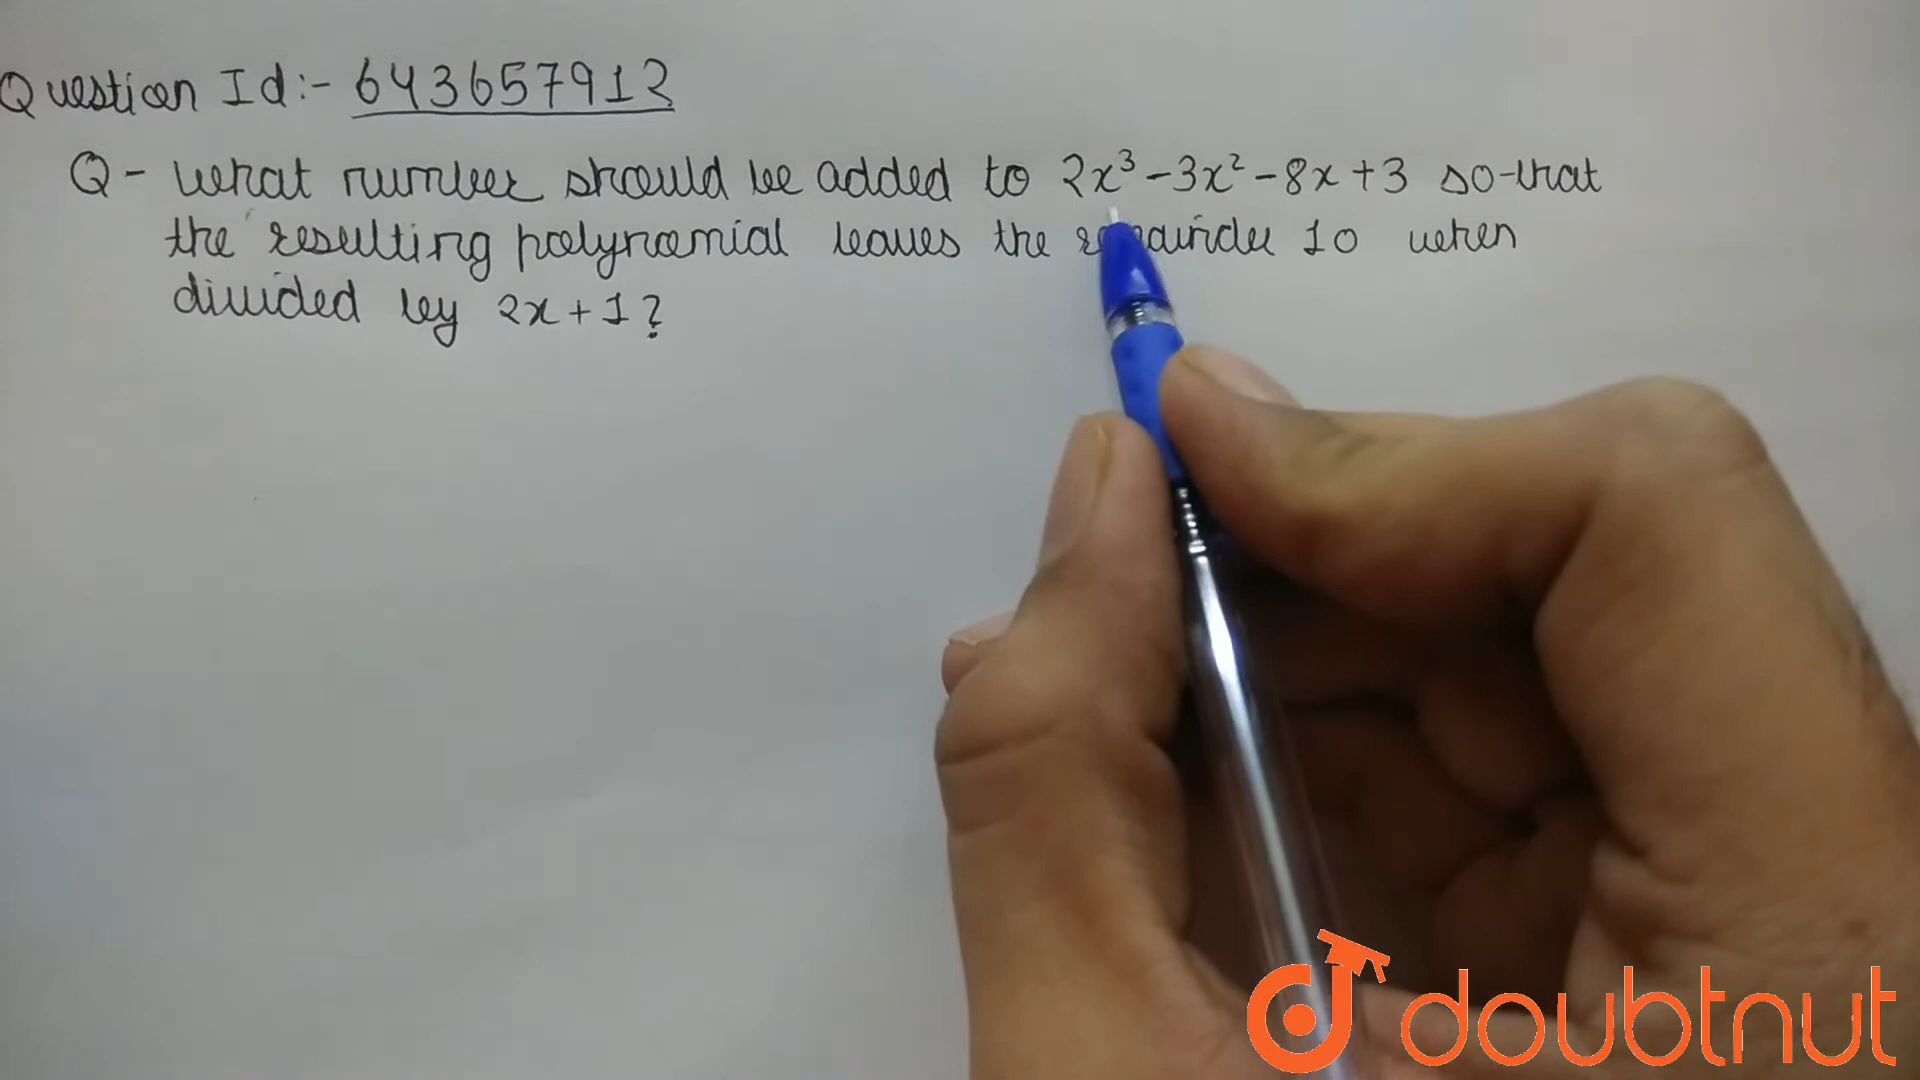 Question Id:- 643657912
Q - What number should be added to 2x³-3x²-8x+3 so-that
the resulting polynomial leaves the remainder 10 when
divided by 2x+1?
doubtnut